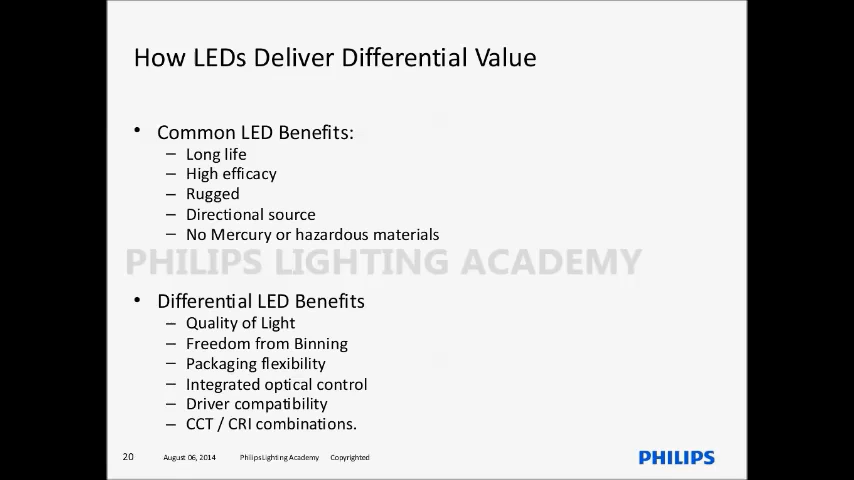 How LEDs Deliver Differential Value
• Common LED Benefits:
– Long life
– High efficacy
– Rugged
– Directional source
– No Mercury or hazardous materials
PHILIPS LIGHTING ACADEMY
• Differential LED Benefits
– Quality of Light
– Freedom from Binning
– Packaging flexibility
– Integrated optical control
– Driver compatibility
– CCT / CRI combinations.
20 August 06, 2014 Philips Lighting Academy Copyrighted
PHILIPS